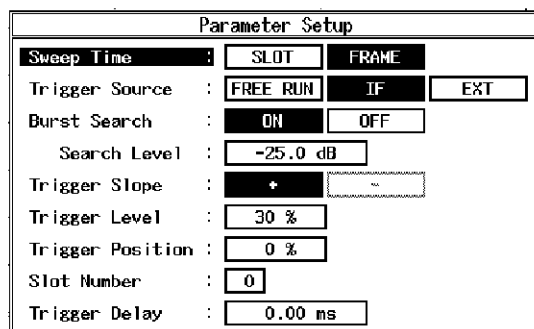 Parameter Setup
Sweep Time : SLOT FRAME
Trigger Source : FREE RUN IF EXT
Burst Search : ON OFF
Search Level : -25.0 dB
Trigger Slope : + -
Trigger Level : 30 %
Trigger Position : 0 %
Slot Number : 0
Trigger Delay : 0.00 ms